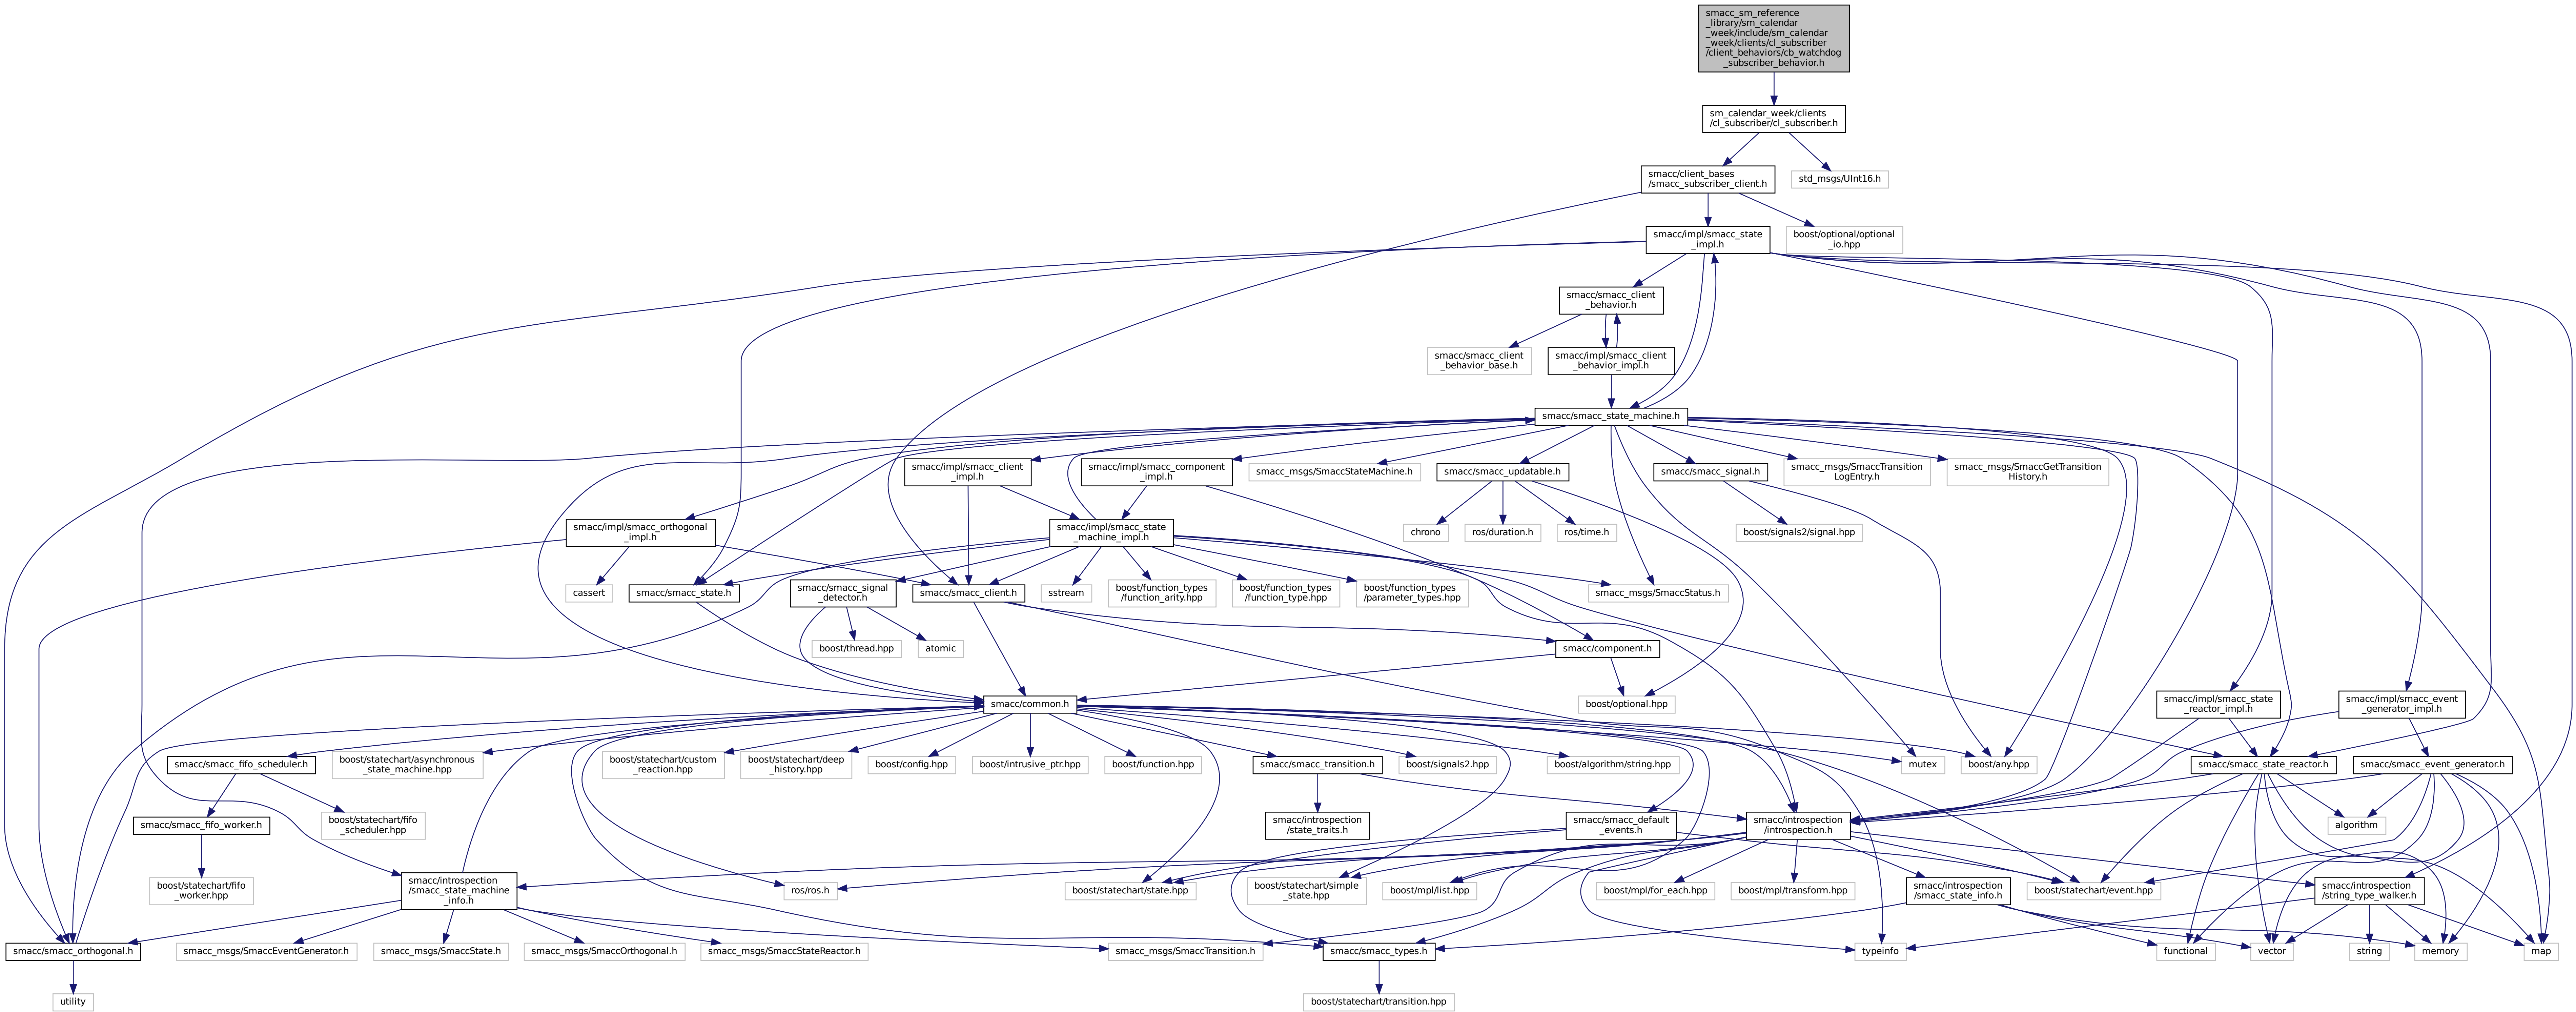 smacc_sm_reference
_library/sm_calendar
_week/include/sm_calendar
_week/clients/cl_subscriber
/client_behaviors/cb_watchdog
_subscriber_behavior.h
sm_calendar_week/clients
/cl_subscriber/cl_subscriber.h
smacc/client_bases
/smacc_subscriber_client.h
std_msgs/UInt16.h
smacc/impl/smacc_state
_impl.h
boost/optional/optional
_io.hpp
smacc/smacc_client
_behavior.h
smacc/smacc_client
_behavior_base.h
smacc/impl/smacc_client
_behavior_impl.h
smacc/smacc_state_machine.h
smacc/impl/smacc_client
_impl.h
smacc/impl/smacc_component
_impl.h
smacc_msgs/SmaccStateMachine.h
smacc/smacc_updatable.h
smacc/smacc_signal.h
smacc_msgs/SmaccTransition
LogEntry.h
smacc_msgs/SmaccGetTransition
History.h
smacc/impl/smacc_orthogonal
_impl.h
smacc/impl/smacc_state
_machine_impl.h
chrono
ros/duration.h
ros/time.h
boost/signals2/signal.hpp
cassert
smacc/smacc_state.h
smacc/smacc_signal
_detector.h
smacc/smacc_client.h
sstream
boost/function_types
/function_arity.hpp
boost/function_types
/function_type.hpp
boost/function_types
/parameter_types.hpp
smacc_msgs/SmaccStatus.h
boost/thread.hpp
atomic
smacc/component.h
smacc/common.h
boost/optional.hpp
smacc/impl/smacc_state
_reactor_impl.h
smacc/impl/smacc_event
_generator_impl.h
smacc/smacc_fifo_scheduler.h
boost/statechart/asynchronous
_state_machine.hpp
boost/statechart/custom
_reaction.hpp
boost/statechart/deep
_history.hpp
boost/config.hpp
boost/intrusive_ptr.hpp
boost/function.hpp
smacc/smacc_transition.h
boost/signals2.hpp
boost/algorithm/string.hpp
mutex
boost/any.hpp
smacc/smacc_state_reactor.h
smacc/smacc_event_generator.h
smacc/smacc_fifo_worker.h
boost/statechart/fifo
_scheduler.hpp
smacc/introspection
/state_traits.h
smacc/smacc_default
_events.h
smacc/introspection
/introspection.h
algorithm
boost/statechart/fifo
_worker.hpp
smacc/introspection
/smacc_state_machine
_info.h
ros/ros.h
boost/statechart/state.hpp
boost/statechart/simple
_state.hpp
boost/mpl/list.hpp
boost/mpl/for_each.hpp
boost/mpl/transform.hpp
smacc/introspection
/smacc_state_info.h
boost/statechart/event.hpp
smacc/introspection
/string_type_walker.h
smacc/smacc_orthogonal.h
smacc_msgs/SmaccEventGenerator.h
smacc_msgs/SmaccState.h
smacc_msgs/SmaccOrthogonal.h
smacc_msgs/SmaccStateReactor.h
smacc_msgs/SmaccTransition.h
smacc/smacc_types.h
typeinfo
functional
vector
string
memory
map
utility
boost/statechart/transition.hpp